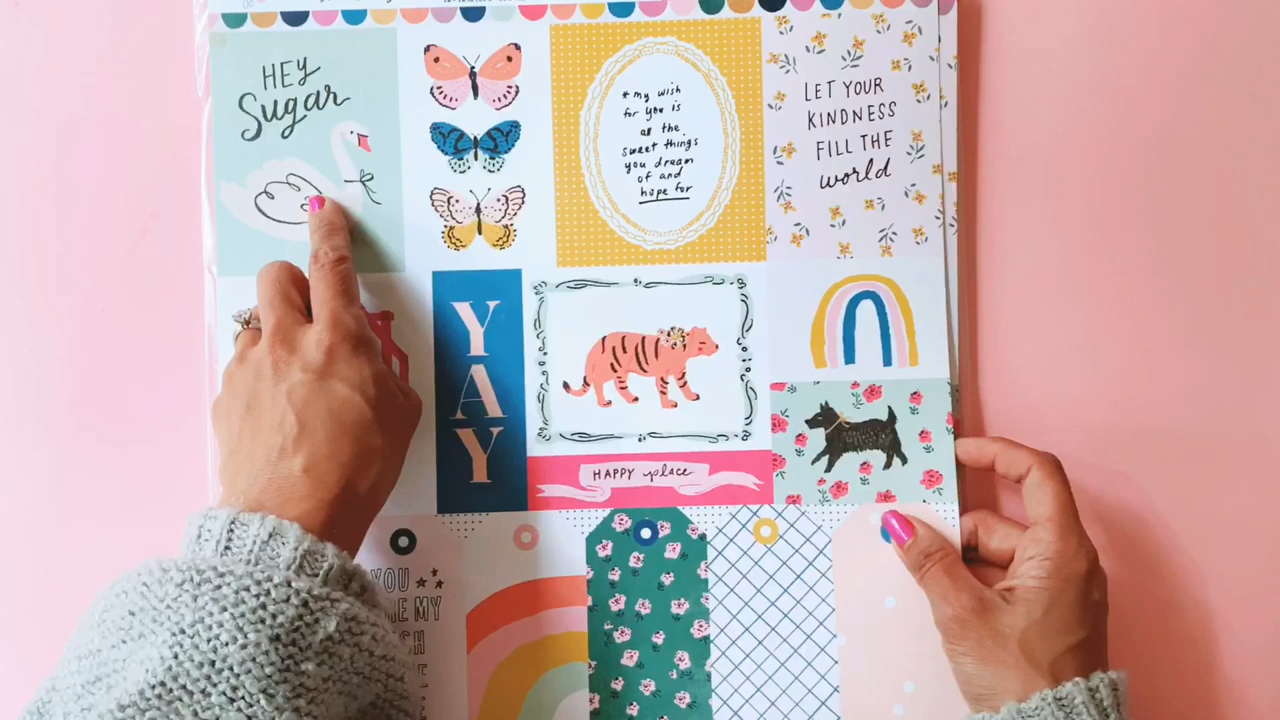 HEY
Sugar
*my wish
for you is
all the
sweet things
you dream
of and
hope for
LET YOUR
KINDNESS
FILL THE
world
YAY
HAPPY place
YOU
MY